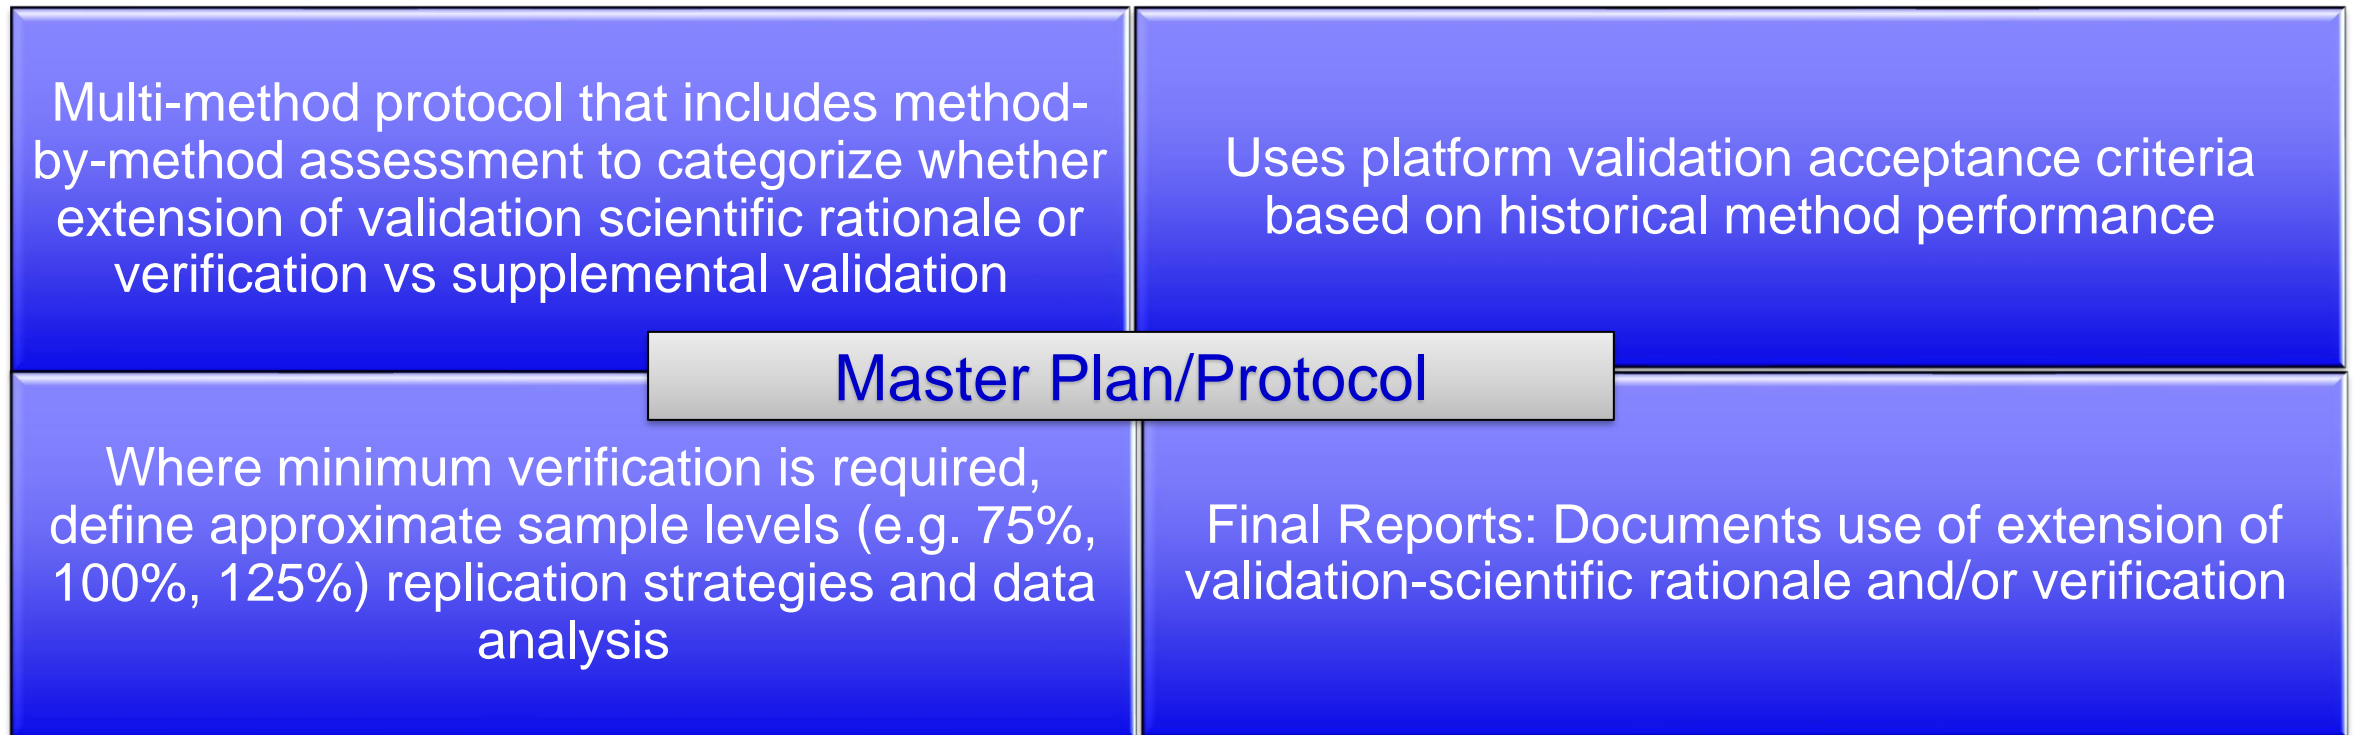 Multi-method protocol that includes method-
by-method assessment to categorize whether
extension of validation scientific rationale or
verification vs supplemental validation
Uses platform validation acceptance criteria
based on historical method performance
Master Plan/Protocol
Where minimum verification is required,
define approximate sample levels (e.g. 75%,
100%, 125%) replication strategies and data
analysis
Final Reports: Documents use of extension of
validation-scientific rationale and/or verification